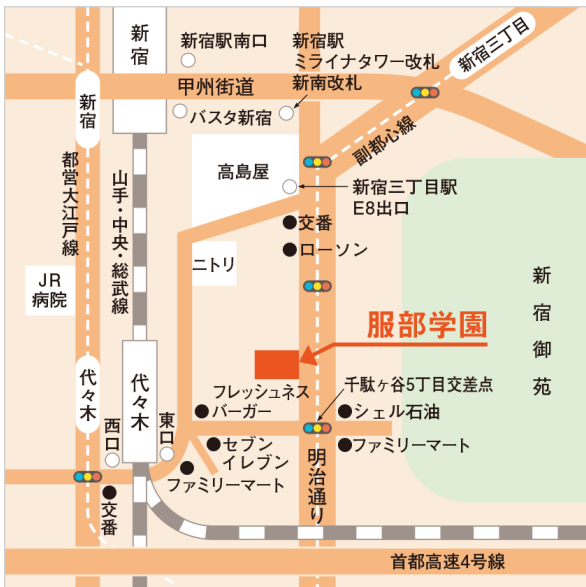 新宿
新宿駅南口
新宿駅
ミライナタワー改札
新宿三丁目
甲州街道
新南改札
新宿
バスタ新宿
副都心線
都営大江戸線
山手・中央・総武線
高島屋
新宿三丁目駅
E8出口
交番
ローソン
ニトリ
JR
病院
新宿御苑
服部学園
代々木
代々木
フレッシュネス
バーガー
千駄ヶ谷5丁目交差点
シェル石油
西口
東口
セブン
イレブン
ファミリーマート
ファミリーマート
明治通り
交番
首都高速4号線